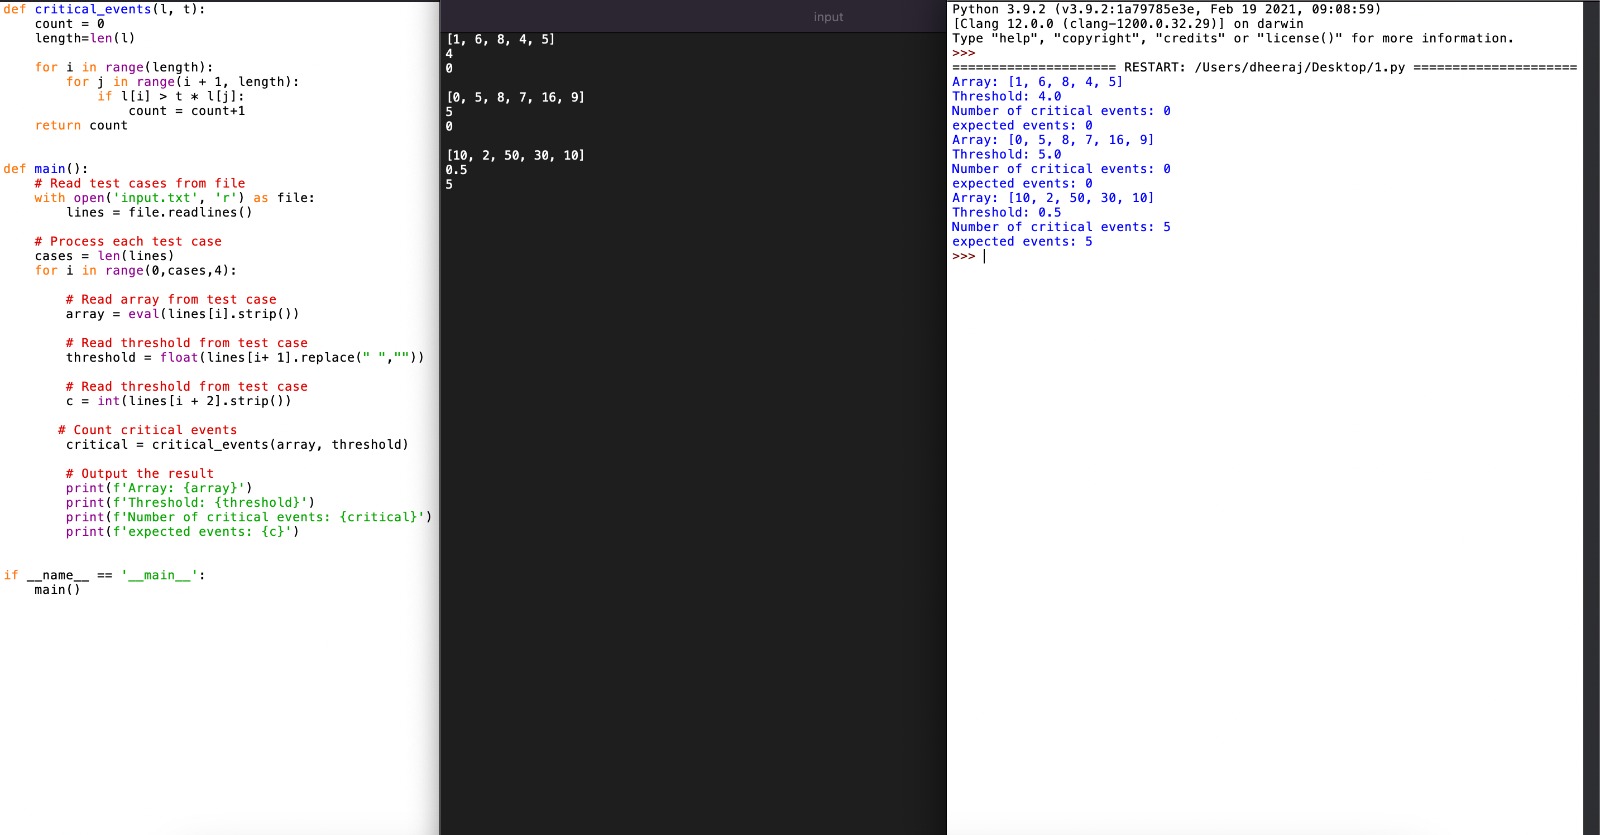 def critical_events(l, t):
    count = 0
    length=len(l)

    for i in range(length):
        for j in range(i + 1, length):
            if l[i] > t * l[j]:
                count = count+1
    return count


def main():
    # Read test cases from file
    with open('input.txt', 'r') as file:
        lines = file.readlines()

    # Process each test case
    cases = len(lines)
    for i in range(0,cases,4):

        # Read array from test case
        array = eval(lines[i].strip())

        # Read threshold from test case
        threshold = float(lines[i+ 1].replace(" ",""))

        # Read threshold from test case
        c = int(lines[i + 2].strip())

       # Count critical events
        critical = critical_events(array, threshold)

        # Output the result
        print(f'Array: {array}')
        print(f'Threshold: {threshold}')
        print(f'Number of critical events: {critical}')
        print(f'expected events: {c}')


if __name__ == '__main__':
    main()
input
[1, 6, 8, 4, 5]
4
0

[0, 5, 8, 7, 16, 9]
5
0

[10, 2, 50, 30, 10]
0.5
5
Python 3.9.2 (v3.9.2:1a79785e3e, Feb 19 2021, 09:08:59)
[Clang 12.0.0 (clang-1200.0.32.29)] on darwin
Type "help", "copyright", "credits" or "license()" for more information.
>>>
===================== RESTART: /Users/dheeraj/Desktop/1.py =====================
Array: [1, 6, 8, 4, 5]
Threshold: 4.0
Number of critical events: 0
expected events: 0
Array: [0, 5, 8, 7, 16, 9]
Threshold: 5.0
Number of critical events: 0
expected events: 0
Array: [10, 2, 50, 30, 10]
Threshold: 0.5
Number of critical events: 5
expected events: 5
>>>